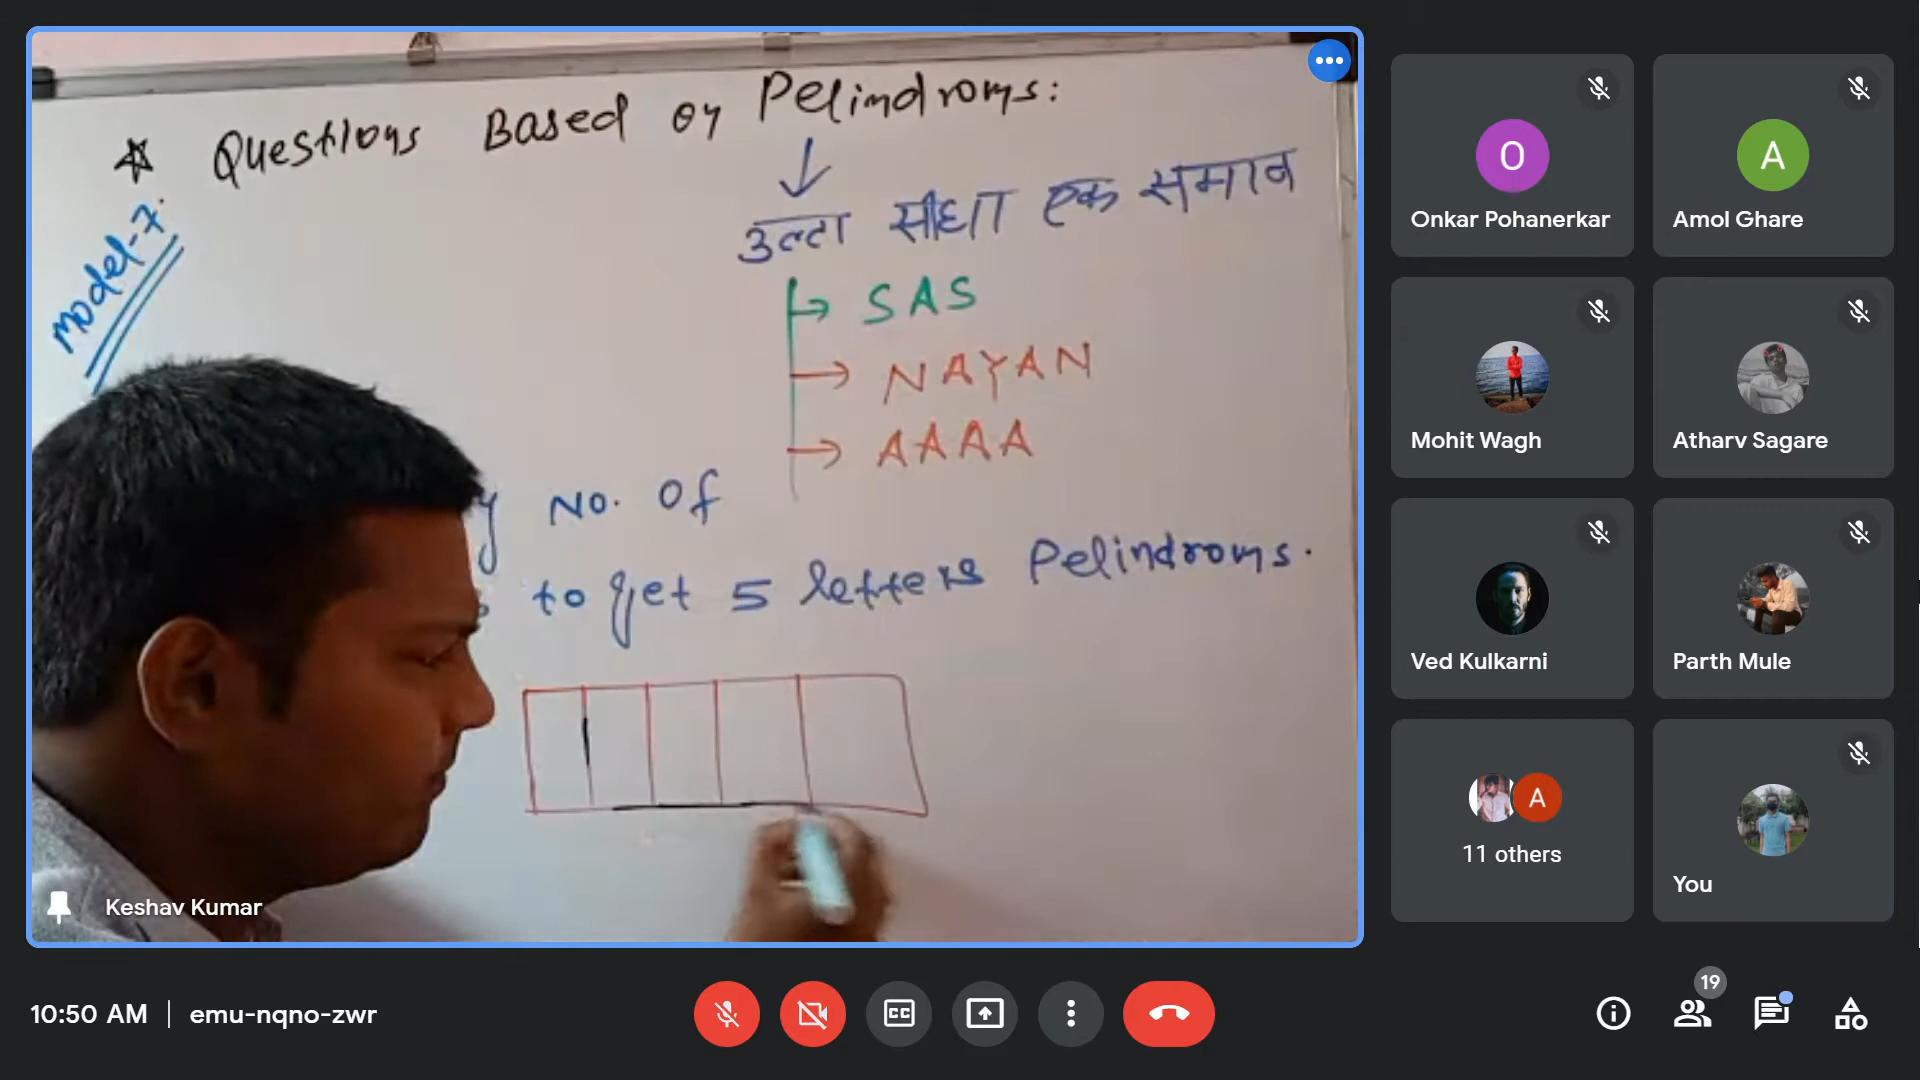 ☆ Questions Based on Pelindroms:
Model-7.
उल्टा सीधा एक समान
→ SAS
→ NAYAN
→ AAAA
No. Of
to get 5 letters Pelindroms.
Keshav Kumar
O
Onkar Pohanerkar
A
Amol Ghare
Mohit Wagh
Atharv Sagare
Ved Kulkarni
Parth Mule
A
11 others
You
10:50 AM | emu-nqno-zwr
CC
19